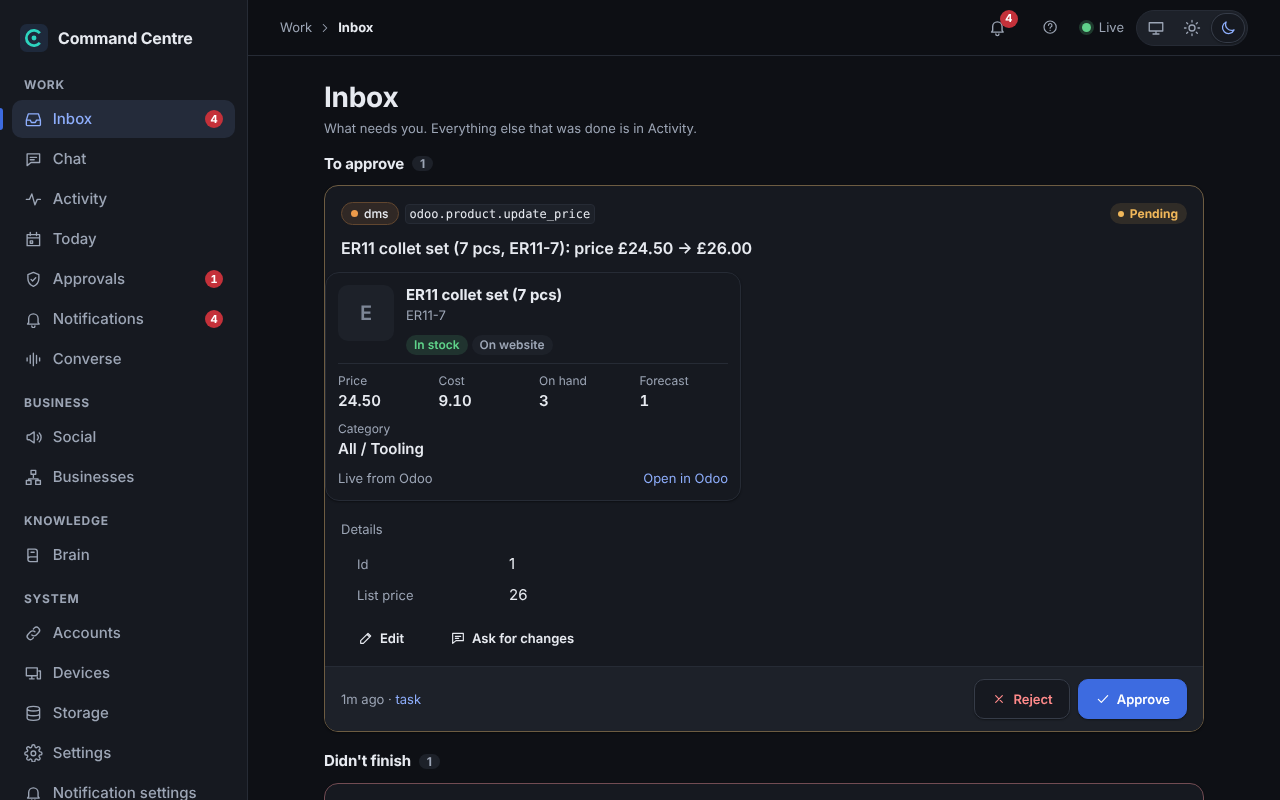 Command Centre
Work > Inbox
4
Live
WORK
Inbox 4
Chat
Activity
Today
Approvals 1
Notifications 4
Converse
BUSINESS
Social
Businesses
KNOWLEDGE
Brain
SYSTEM
Accounts
Devices
Storage
Settings
Notification settings
Inbox
What needs you. Everything else that was done is in Activity.
To approve 1
dms odoo.product.update_price Pending
ER11 collet set (7 pcs, ER11-7): price £24.50 → £26.00
E
ER11 collet set (7 pcs)
ER11-7
In stock On website
Price Cost On hand Forecast
24.50 9.10 3 1
Category
All / Tooling
Live from Odoo Open in Odoo
Details
Id 1
List price 26
Edit Ask for changes
1m ago · task Reject Approve
Didn't finish 1